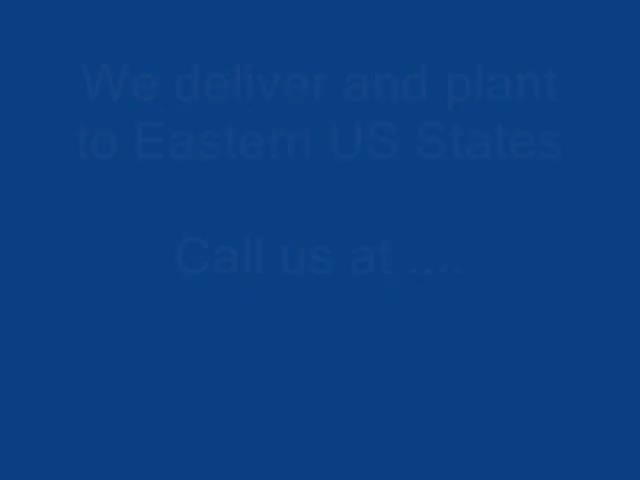 We deliver and plant
to Eastern US States
Call us at ....